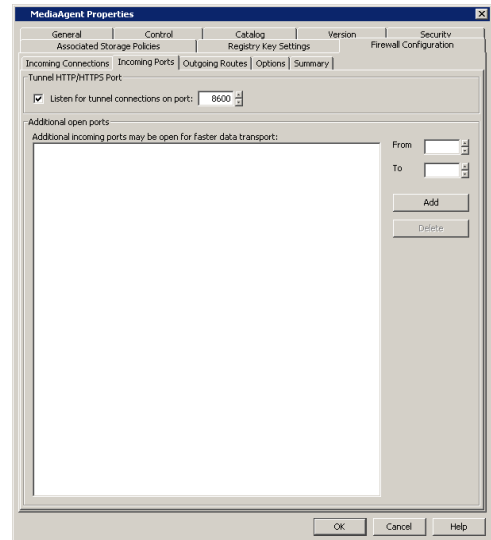 MediaAgent Properties
General Control Catalog Version Security
Associated Storage Policies Registry Key Settings Firewall Configuration
Incoming Connections Incoming Ports Outgoing Routes Options Summary
Tunnel HTTP/HTTPS Port
Listen for tunnel connections on port: 8600
Additional open ports
Additional incoming ports may be open for faster data transport:
From
To
Add
Delete
OK Cancel Help